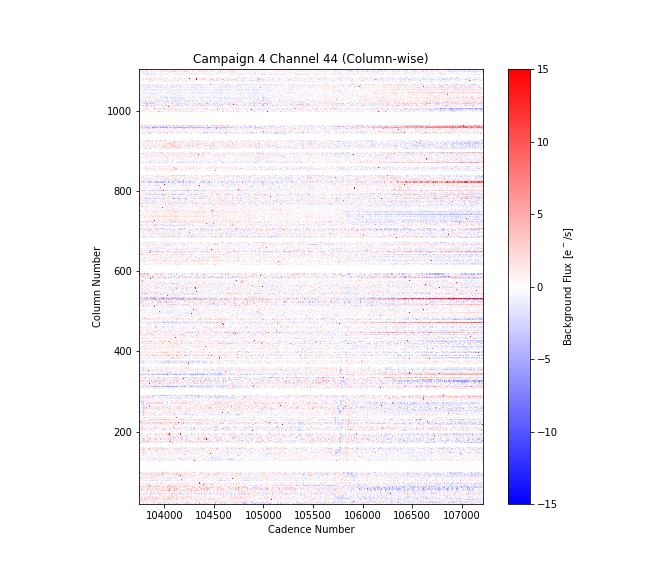 Campaign 4 Channel 44 (Column-wise)
1000
800
600
400
200
Column Number
104000 104500 105000 105500 106000 106500 107000
Cadence Number
15
10
5
0
−5
−10
−15
Background Flux [e⁻/s]